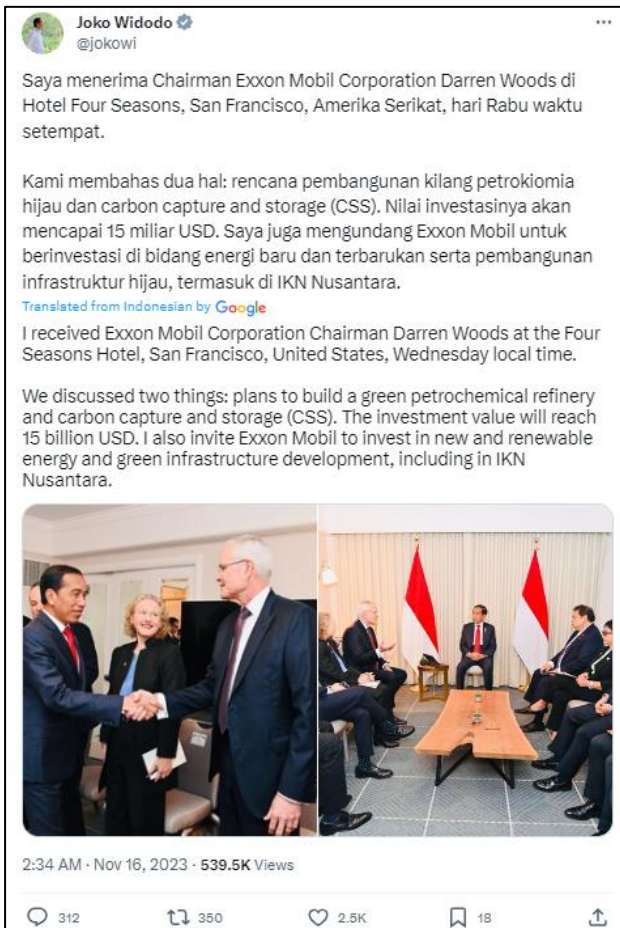 Joko Widodo
@jokowi
Saya menerima Chairman Exxon Mobil Corporation Darren Woods di
Hotel Four Seasons, San Francisco, Amerika Serikat, hari Rabu waktu
setempat.
Kami membahas dua hal: rencana pembangunan kilang petrokiomia
hijau dan carbon capture and storage (CSS). Nilai investasinya akan
mencapai 15 miliar USD. Saya juga mengundang Exxon Mobil untuk
berinvestasi di bidang energi baru dan terbarukan serta pembangunan
infrastruktur hijau, termasuk di IKN Nusantara.
Translated from Indonesian by Google
I received Exxon Mobil Corporation Chairman Darren Woods at the Four
Seasons Hotel, San Francisco, United States, Wednesday local time.
We discussed two things: plans to build a green petrochemical refinery
and carbon capture and storage (CSS). The investment value will reach
15 billion USD. I also invite Exxon Mobil to invest in new and renewable
energy and green infrastructure development, including in IKN
Nusantara.
2:34 AM · Nov 16, 2023 · 539.5K Views
312 350 2.5K 18